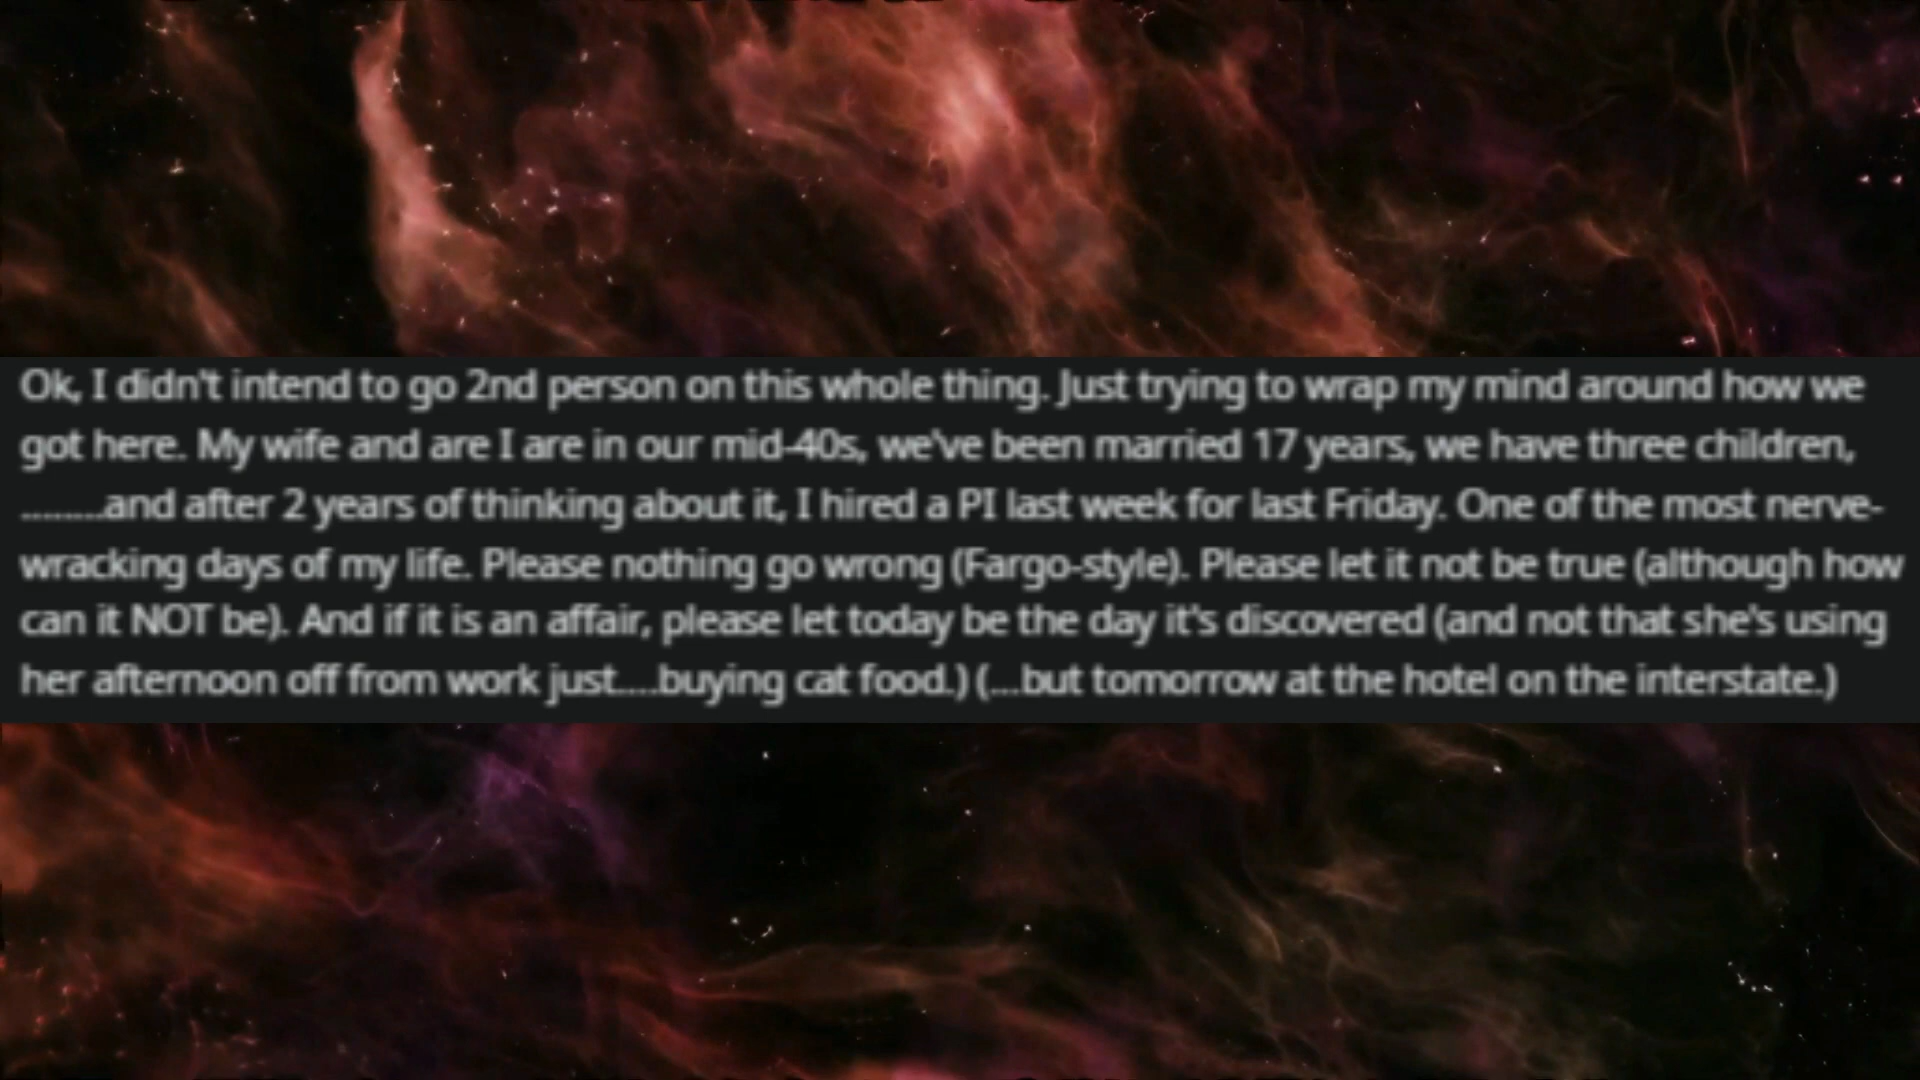 Ok, I didn't intend to go 2nd person on this whole thing. Just trying to wrap my mind around how we
got here. My wife and are I are in our mid-40s, we've been married 17 years, we have three children,
........and after 2 years of thinking about it, I hired a PI last week for last Friday. One of the most nerve-
wracking days of my life. Please nothing go wrong (Fargo-style). Please let it not be true (although how
can it NOT be). And if it is an affair, please let today be the day it's discovered (and not that she's using
her afternoon off from work just....buying cat food.) (...but tomorrow at the hotel on the interstate.)